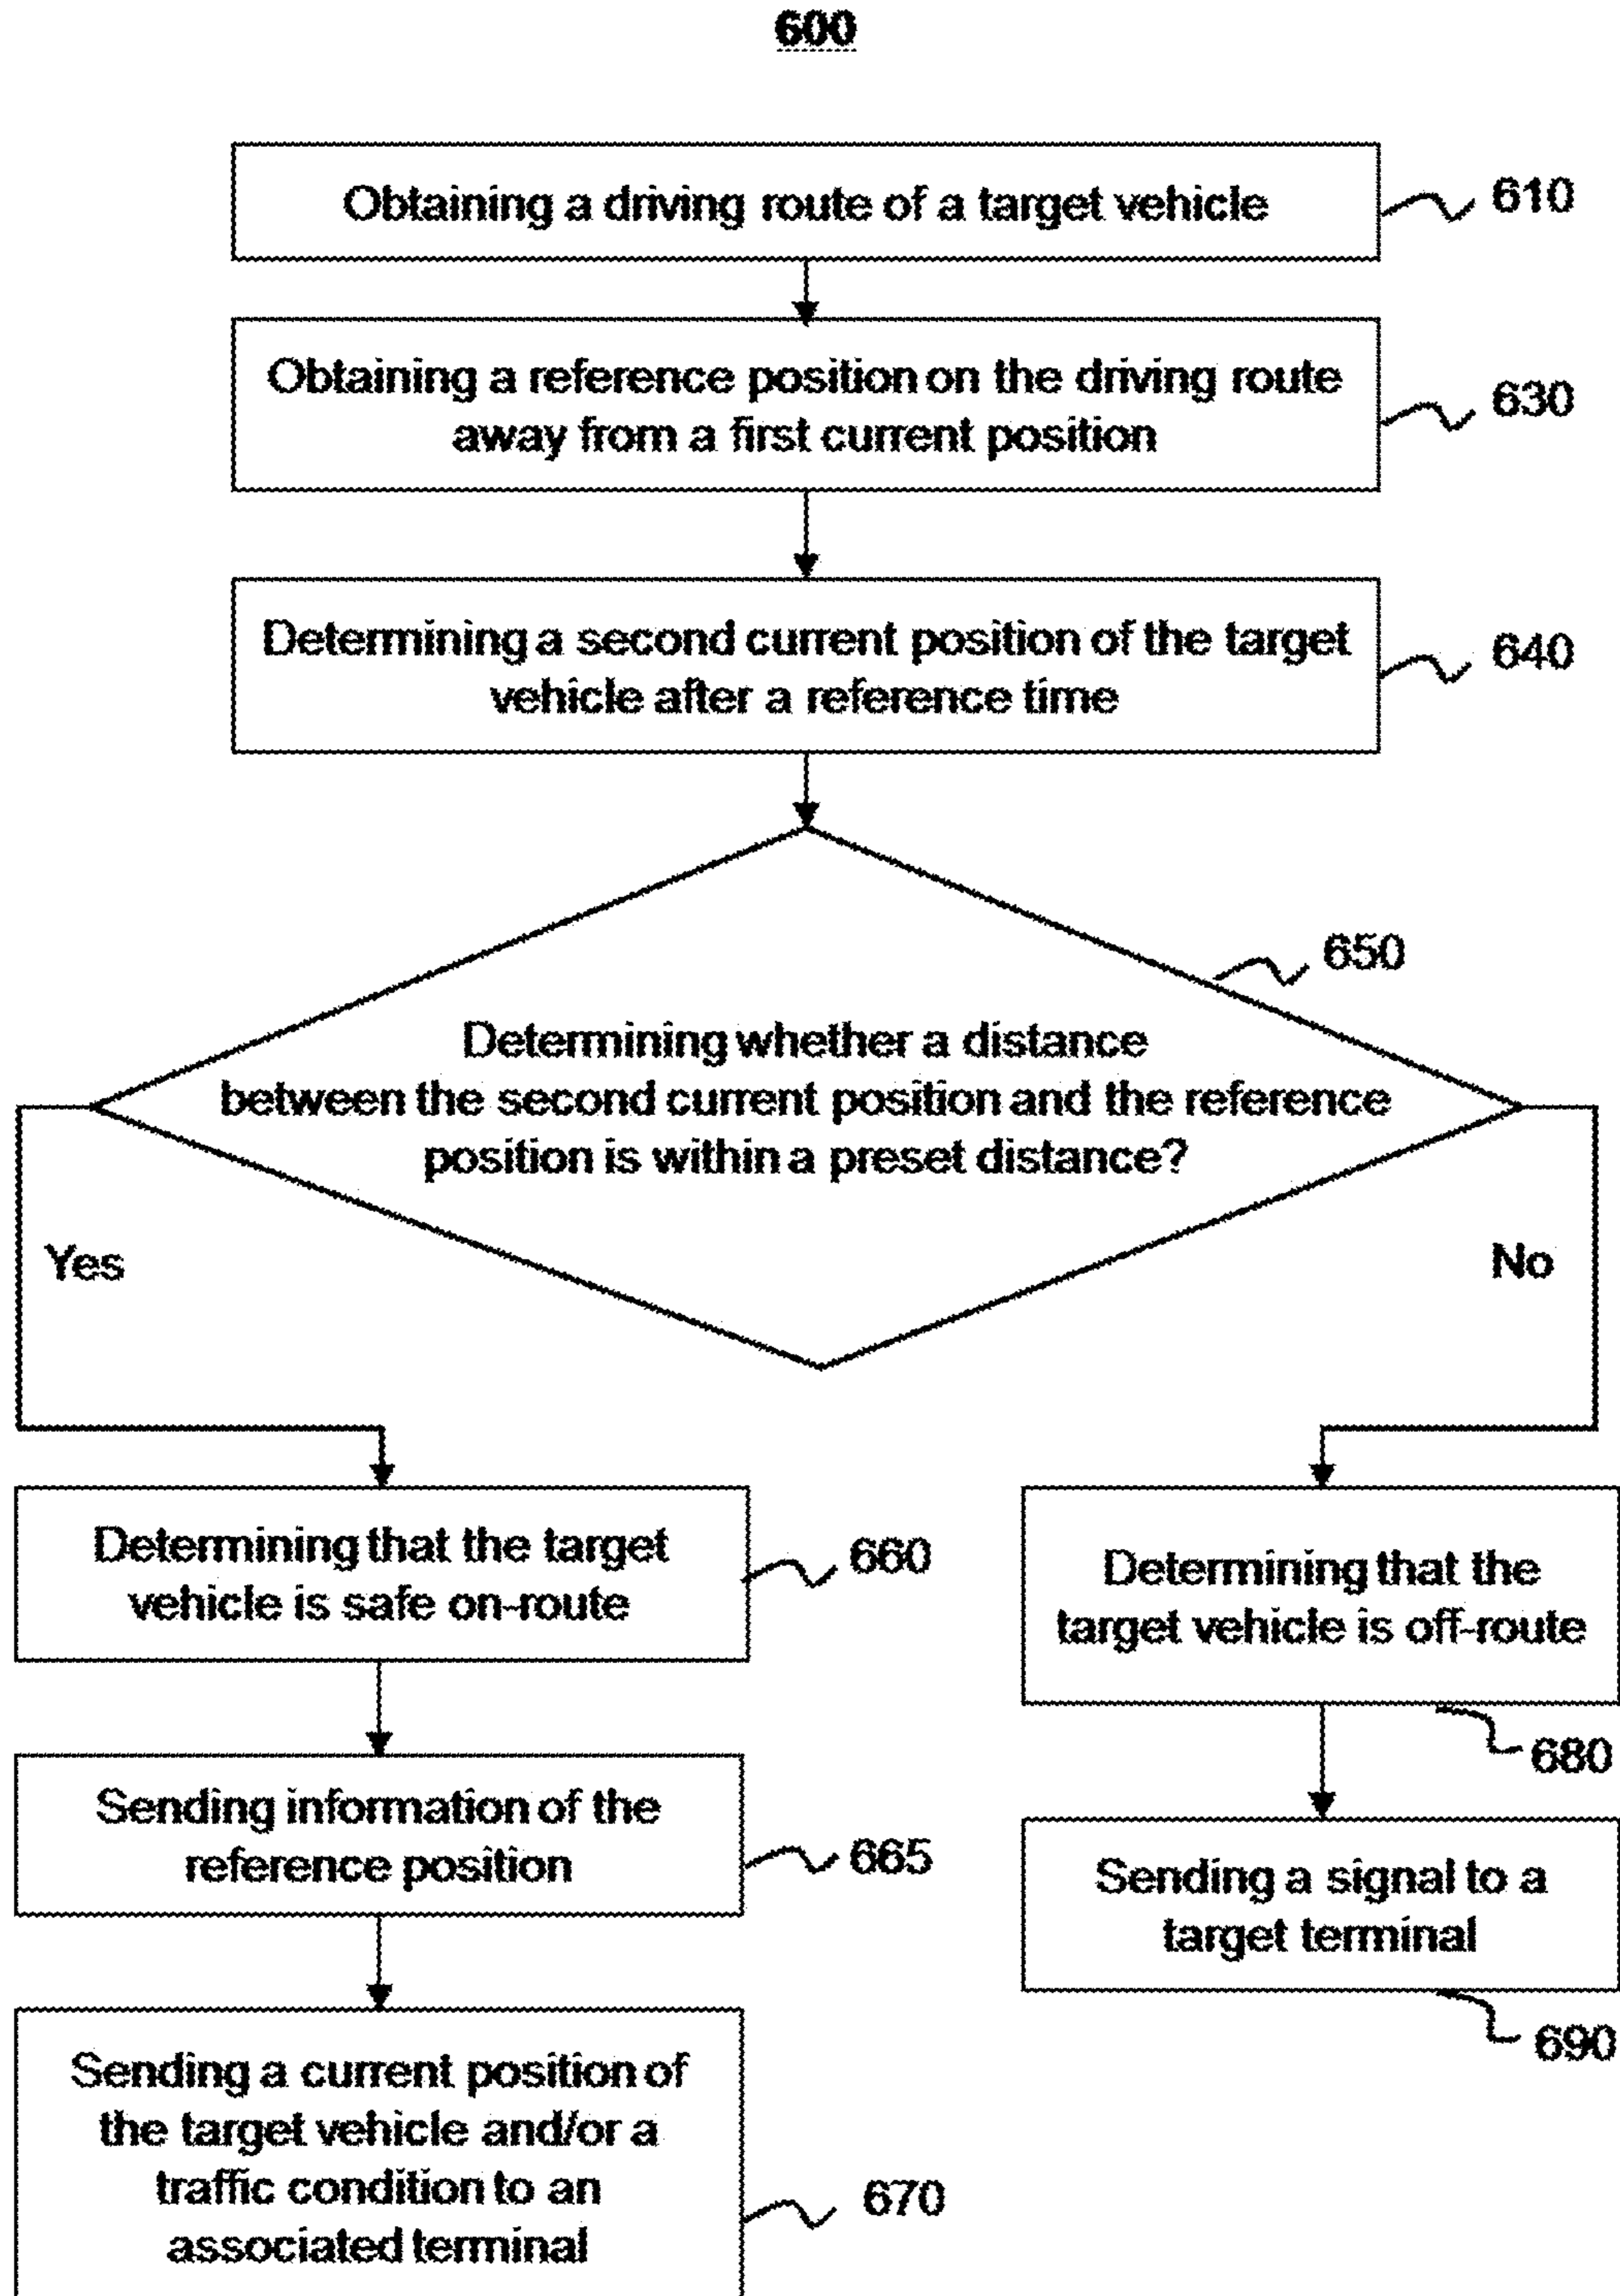 600
Obtaining a driving route of a target vehicle
610
Obtaining a reference position on the driving route
away from a first current position
630
Determining a second current position of the target
vehicle after a reference time
640
650
Determining whether a distance
between the second current position and the reference
position is within a preset distance?
Yes
No
Determining that the target
vehicle is safe on-route
660
Determining that the
target vehicle is off-route
680
Sending information of the
reference position
665
Sending a signal to a
target terminal
690
Sending a current position of
the target vehicle and/or a
traffic condition to an
associated terminal
670